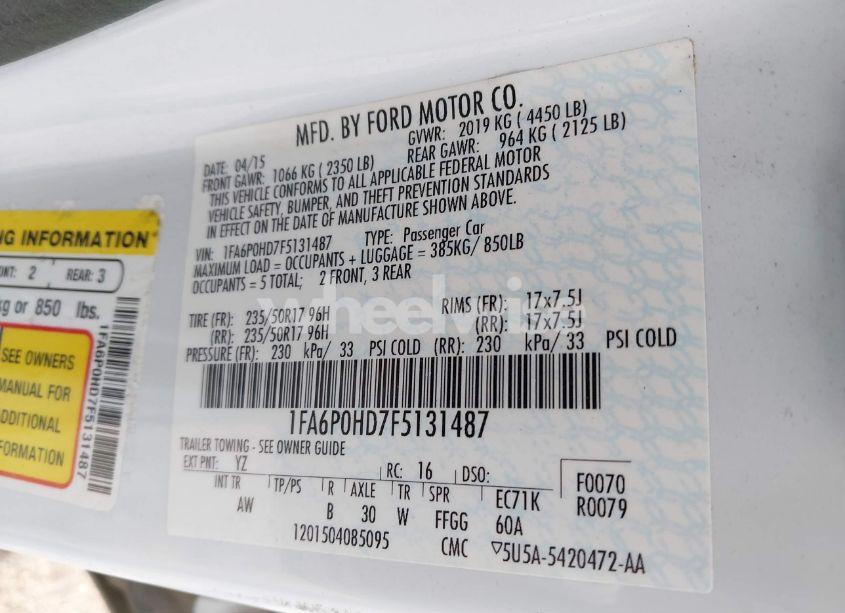 MFD. BY FORD MOTOR CO.
DATE: 04/15 GVWR: 2019 KG ( 4450 LB)
FRONT GAWR: 1066 KG ( 2350 LB) REAR GAWR: 964 KG ( 2125 LB)
THIS VEHICLE CONFORMS TO ALL APPLICABLE FEDERAL MOTOR
VEHICLE SAFETY, BUMPER, AND THEFT PREVENTION STANDARDS
IN EFFECT ON THE DATE OF MANUFACTURE SHOWN ABOVE.
VIN: 1FA6P0HD7F5131487 TYPE: Passenger Car
MAXIMUM LOAD = OCCUPANTS + LUGGAGE = 385KG/ 850LB
OCCUPANTS = 5 TOTAL; 2 FRONT, 3 REAR
TIRE (FR): 235/50R17 96H RIMS (FR): 17x7.5J
(RR): 235/50R17 96H (RR): 17x7.5J
PRESSURE (FR): 230 kPa/ 33 PSI COLD (RR): 230 kPa/ 33 PSI COLD
1FA6P0HD7F5131487
TRAILER TOWING - SEE OWNER GUIDE
EXT PNT: YZ RC: 16 DSO: F0070
INT TR TP/PS R AXLE TR SPR EC71K R0079
AW B 30 W FFGG 60A
1201504085095 CMC 5U5A-5420472-AA
NG INFORMATION
NT: 2 REAR: 3
kg or 850 lbs.
SEE OWNERS
MANUAL FOR
ADDITIONAL
INFORMATION
1FA6P0HD7F5131487
wheelvise